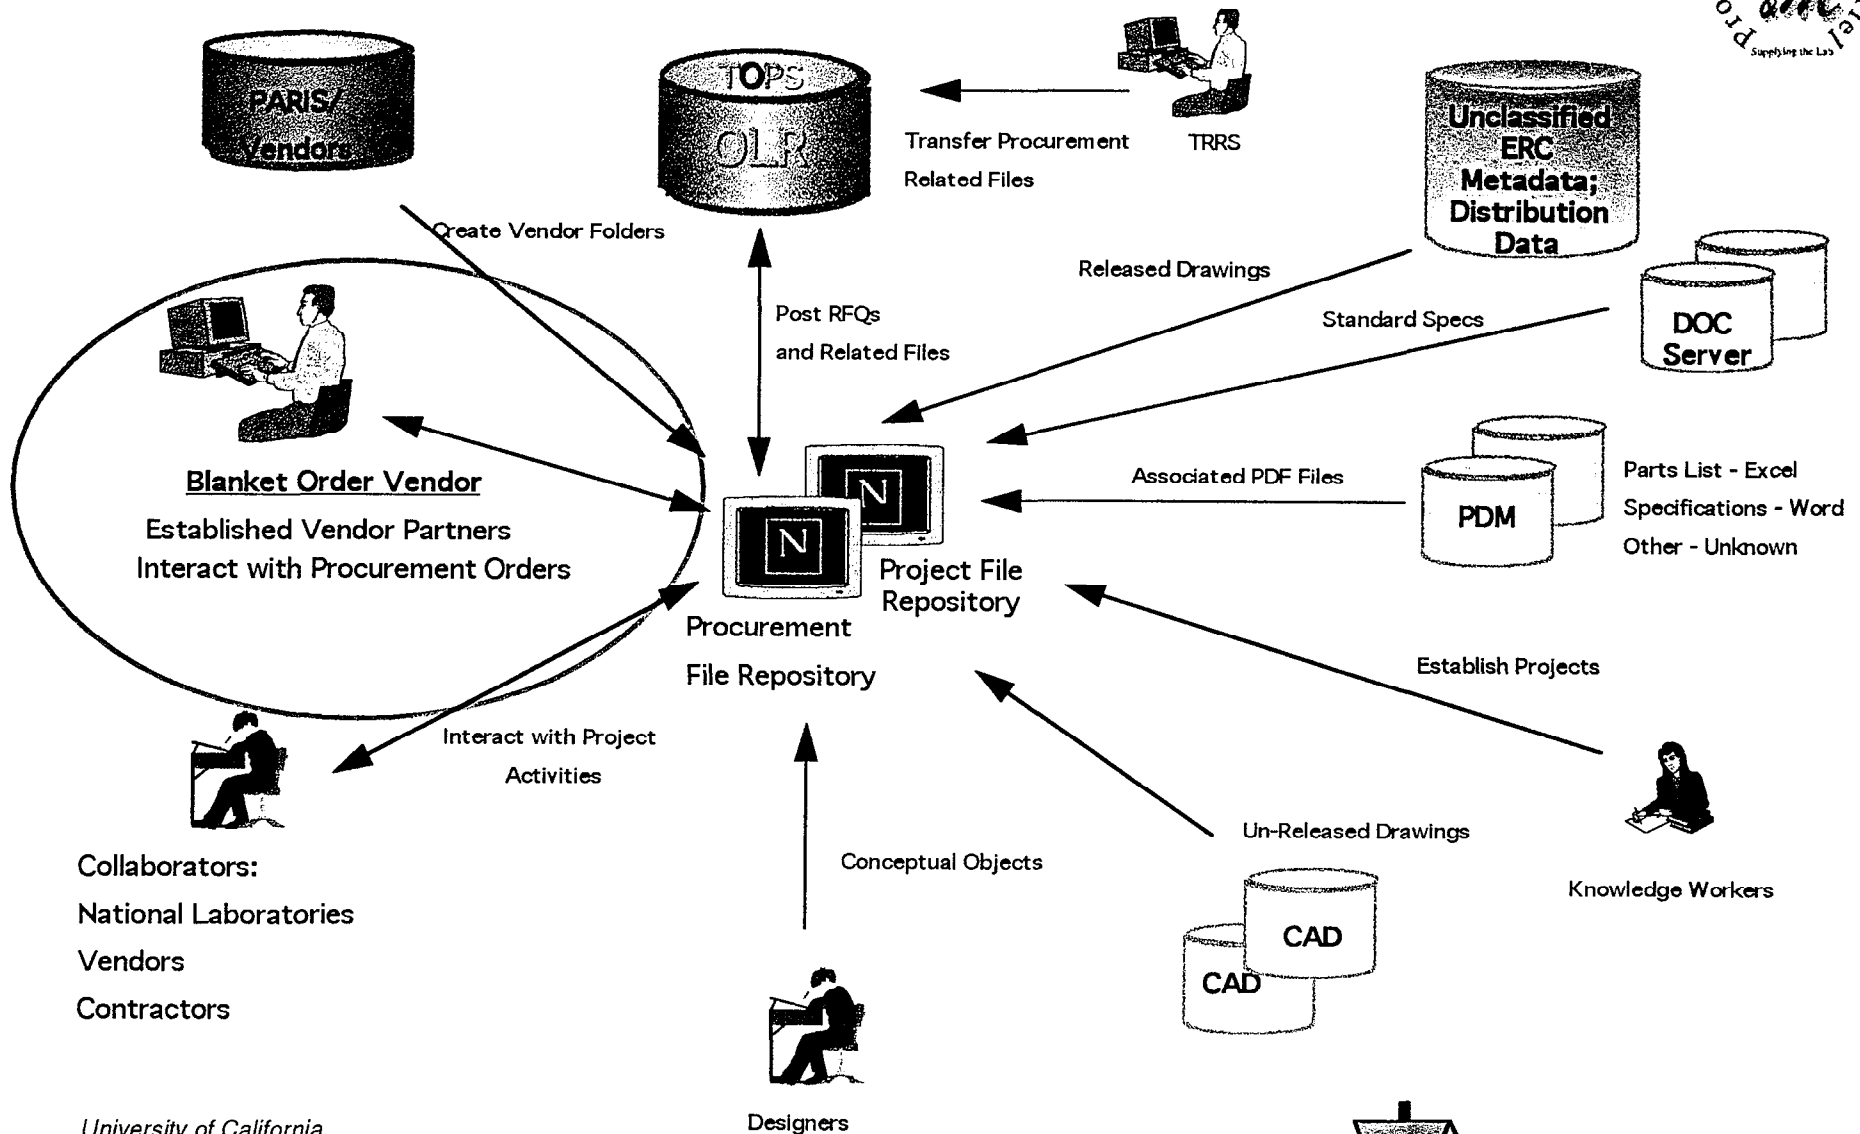 Supplying the Lab
PARIS/
Vendors
TOPS
OLR
Transfer Procurement
Related Files
TRRS
Unclassified
ERC
Metadata;
Distribution
Data
Create Vendor Folders
Released Drawings
Post RFQs
and Related Files
Standard Specs
DOC
Server
Blanket Order Vendor
Established Vendor Partners
Interact with Procurement Orders
N
N
Associated PDF Files
PDM
Parts List - Excel
Specifications - Word
Other - Unknown
Project File
Repository
Procurement
File Repository
Establish Projects
Interact with Project
Activities
Un-Released Drawings
Collaborators:
National Laboratories
Vendors
Contractors
Conceptual Objects
CAD
CAD
Knowledge Workers
Designers
University of California